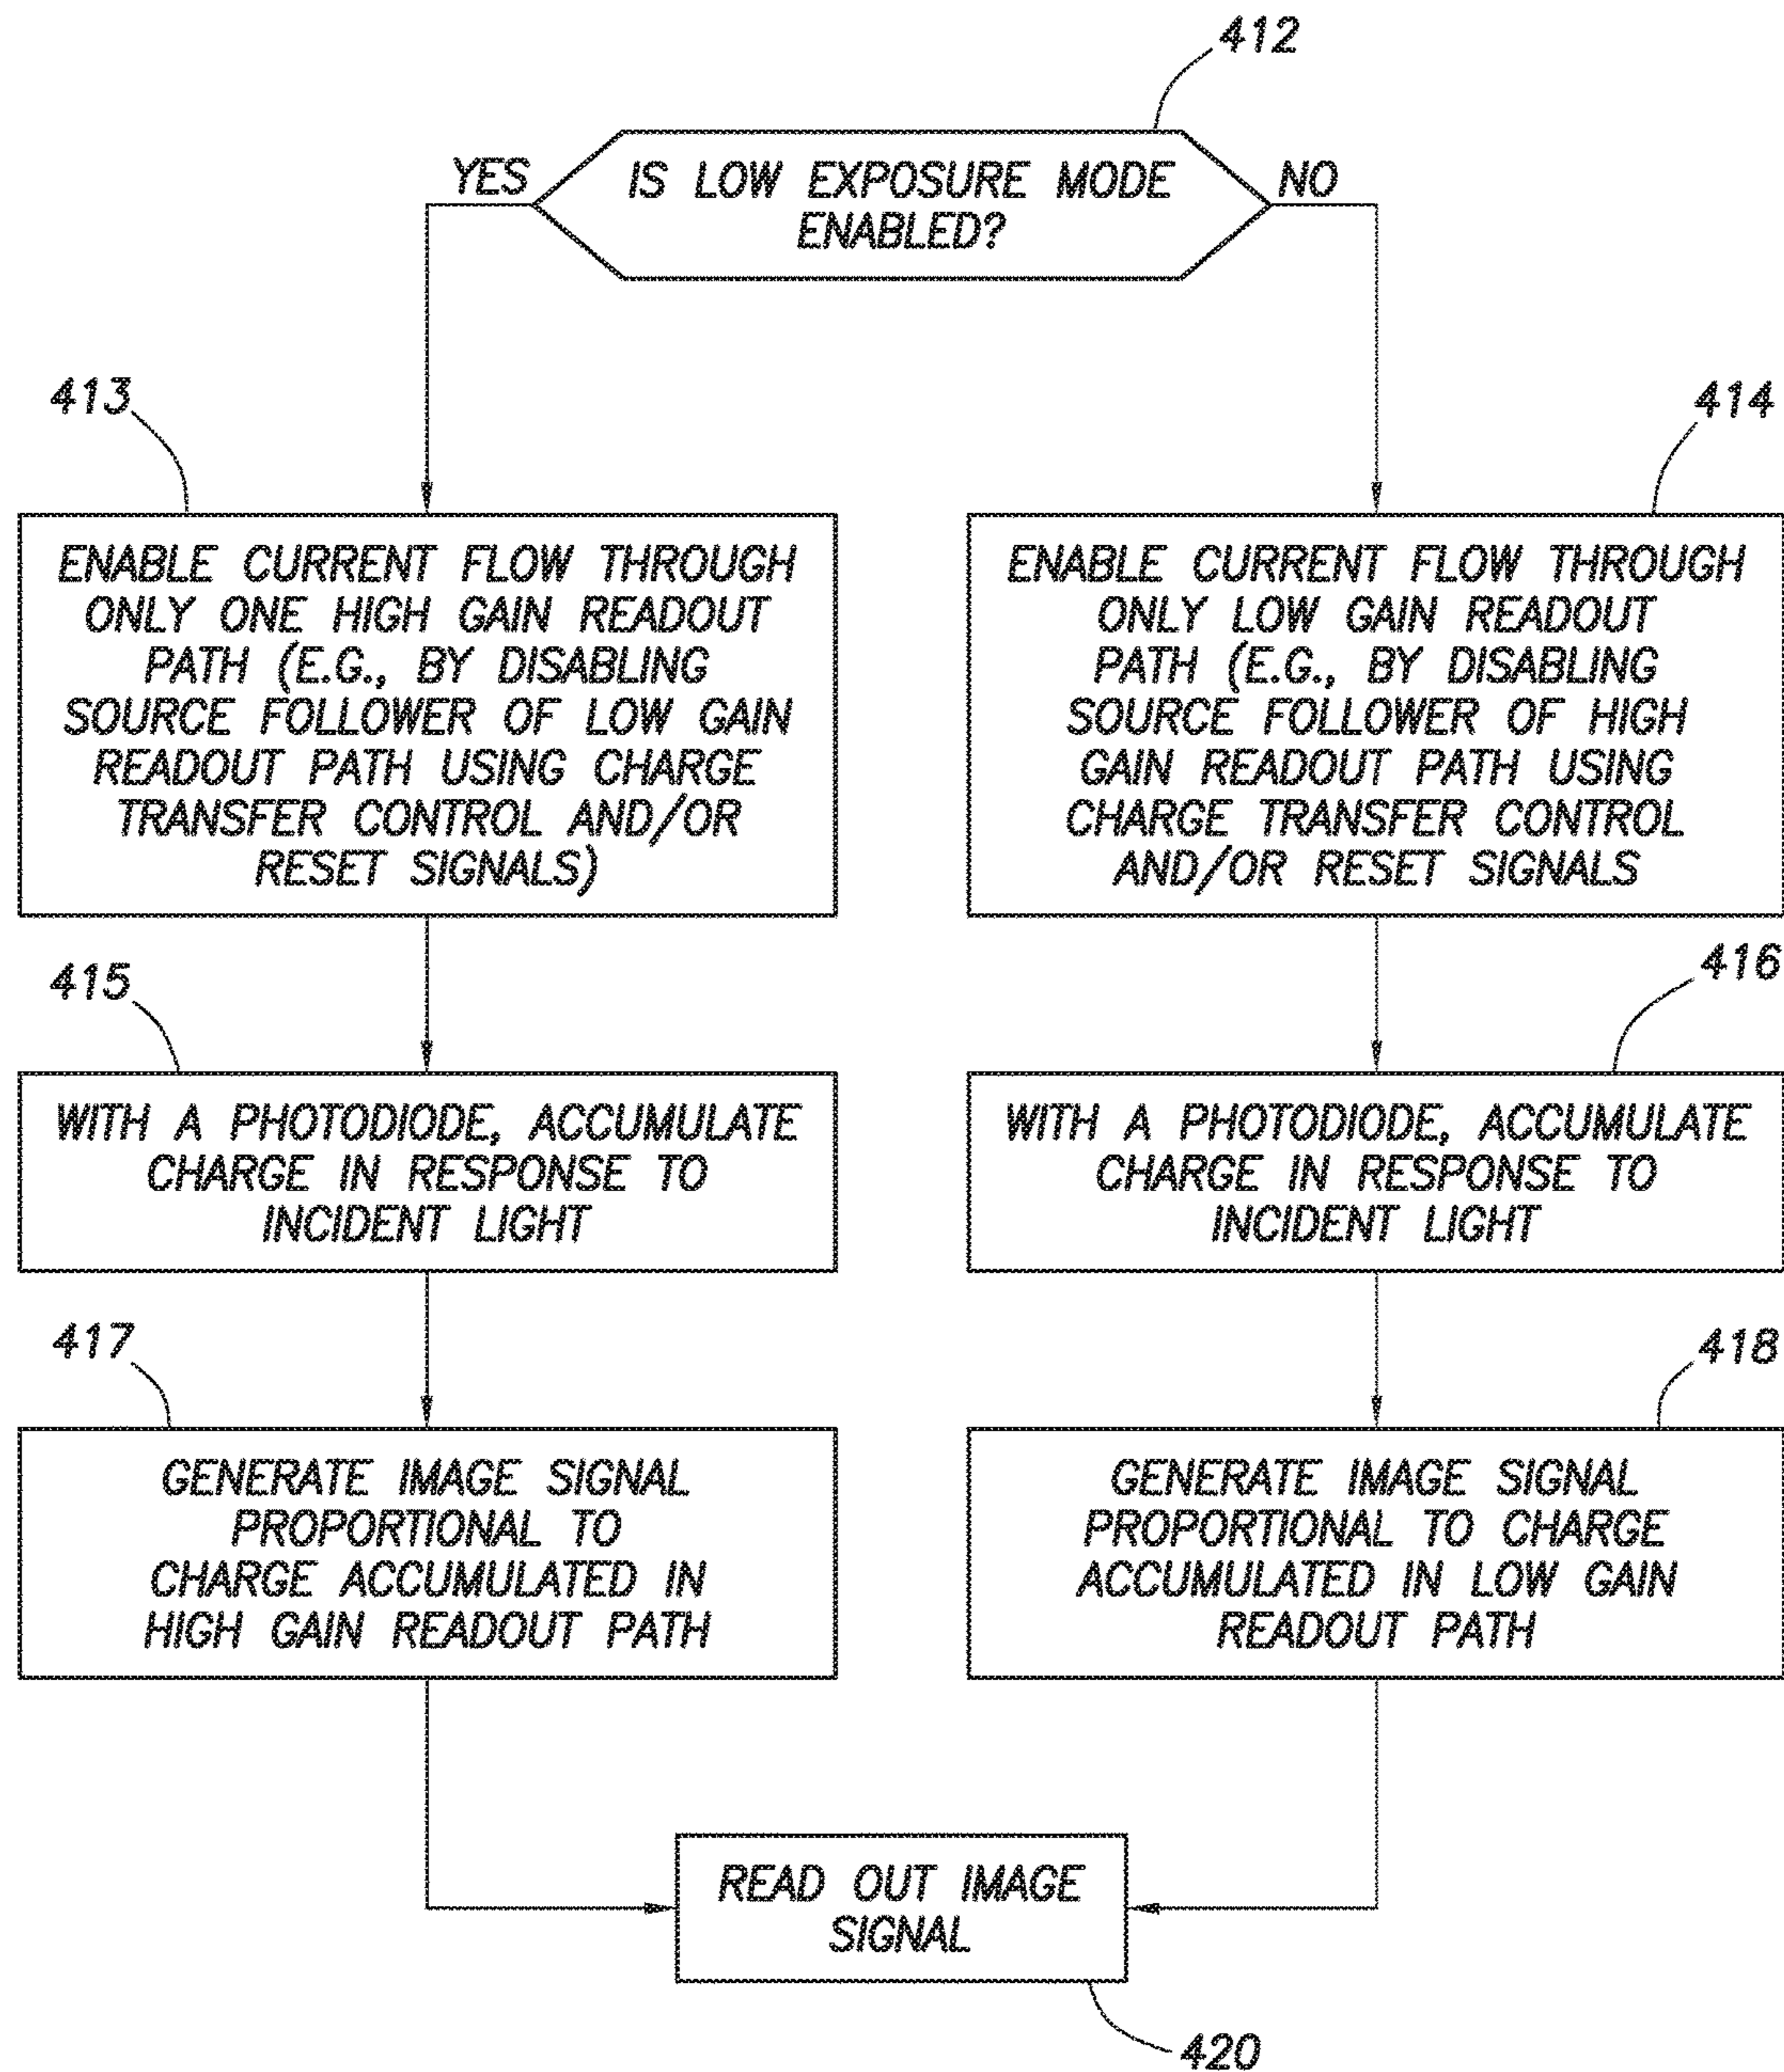 412
YES
IS LOW EXPOSURE MODE
ENABLED?
NO
413
414
ENABLE CURRENT FLOW THROUGH
ONLY ONE HIGH GAIN READOUT
PATH (E.G., BY DISABLING
SOURCE FOLLOWER OF LOW GAIN
READOUT PATH USING CHARGE
TRANSFER CONTROL AND/OR
RESET SIGNALS)
ENABLE CURRENT FLOW THROUGH
ONLY LOW GAIN READOUT
PATH (E.G., BY DISABLING
SOURCE FOLLOWER OF HIGH
GAIN READOUT PATH USING
CHARGE TRANSFER CONTROL
AND/OR RESET SIGNALS
415
416
WITH A PHOTODIODE, ACCUMULATE
CHARGE IN RESPONSE TO
INCIDENT LIGHT
WITH A PHOTODIODE, ACCUMULATE
CHARGE IN RESPONSE TO
INCIDENT LIGHT
417
418
GENERATE IMAGE SIGNAL
PROPORTIONAL TO
CHARGE ACCUMULATED IN
HIGH GAIN READOUT PATH
GENERATE IMAGE SIGNAL
PROPORTIONAL TO CHARGE
ACCUMULATED IN LOW GAIN
READOUT PATH
READ OUT IMAGE
SIGNAL
420